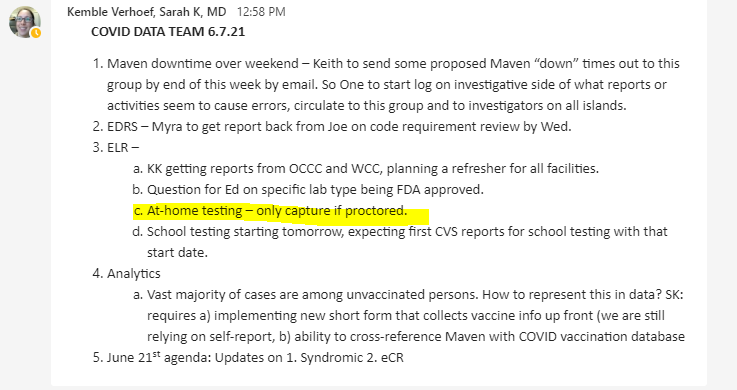 Kemble Verhoef, Sarah K, MD 12:58 PM
COVID DATA TEAM 6.7.21
1. Maven downtime over weekend – Keith to send some proposed Maven “down” times out to this
group by end of this week by email. So One to start log on investigative side of what reports or
activities seem to cause errors, circulate to this group and to investigators on all islands.
2. EDRS – Myra to get report back from Joe on code requirement review by Wed.
3. ELR –
a. KK getting reports from OCCC and WCC, planning a refresher for all facilities.
b. Question for Ed on specific lab type being FDA approved.
c. At-home testing – only capture if proctored.
d. School testing starting tomorrow, expecting first CVS reports for school testing with that
start date.
4. Analytics
a. Vast majority of cases are among unvaccinated persons. How to represent this in data? SK:
requires a) implementing new short form that collects vaccine info up front (we are still
relying on self-report, b) ability to cross-reference Maven with COVID vaccination database
5. June 21st agenda: Updates on 1. Syndromic 2. eCR